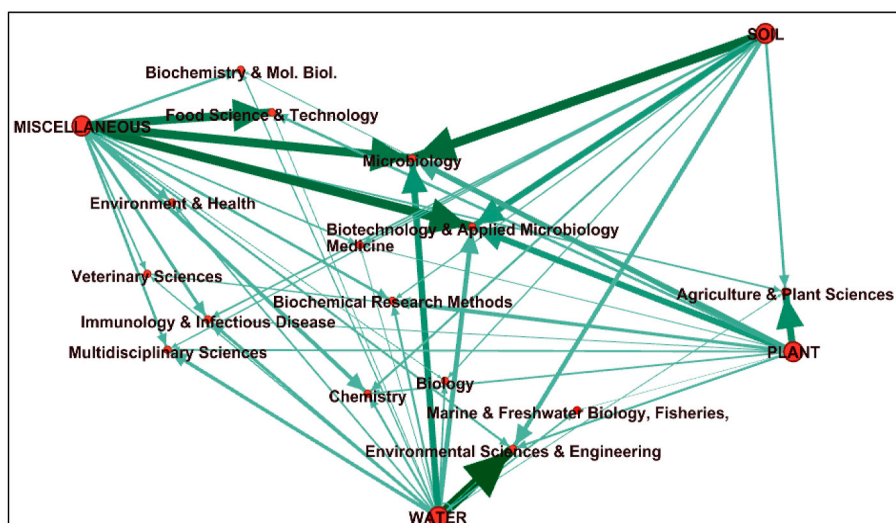 SOIL
Biochemistry & Mol. Biol.
Food Science & Technology
MISCELLANEOUS
Microbiology
Environment & Health
Biotechnology & Applied Microbiology
Medicine
Veterinary Sciences
Agriculture & Plant Sciences
Biochemical Research Methods
Immunology & Infectious Disease
Multidisciplinary Sciences
PLANT
Biology
Chemistry
Marine & Freshwater Biology, Fisheries,
Environmental Sciences & Engineering
WATER